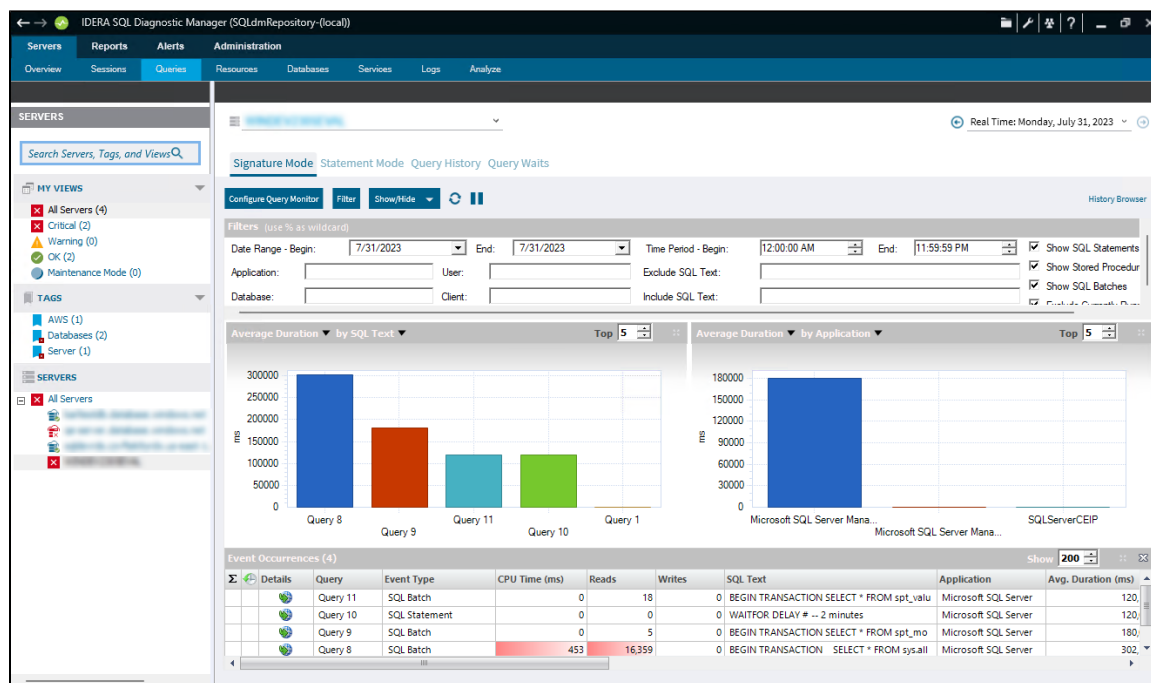 IDERA SQL Diagnostic Manager (SQLdmRepository-(local))
Servers Reports Alerts Administration
Overview Sessions Queries Resources Databases Services Logs Analyze
SERVERS
Search Servers, Tags, and Views
MY VIEWS
All Servers (4)
Critical (2)
Warning (0)
OK (2)
Maintenance Mode (0)
TAGS
AWS (1)
Databases (2)
Server (1)
SERVERS
All Servers
Real Time: Monday, July 31, 2023
Signature Mode Statement Mode Query History Query Waits
Configure Query Monitor Filter Show/Hide History Browser
Filters (use % as wildcard)
Date Range - Begin: 7/31/2023 End: 7/31/2023 Time Period - Begin: 12:00:00 AM End: 11:59:59 PM Show SQL Statements
Application: User: Exclude SQL Text: Show Stored Procedur
Show SQL Batches
Database: Client: Include SQL Text:
Average Duration by SQL Text Top 5
300000
250000
200000
150000
100000
50000
0
ms
Query 8 Query 9 Query 11 Query 10 Query 1
Average Duration by Application Top 5
180000
150000
120000
90000
60000
30000
0
ms
Microsoft SQL Server Mana... Microsoft SQL Server Mana... SQLServerCEIP
Event Occurrences (4) Show 200
Σ Details Query Event Type CPU Time (ms) Reads Writes SQL Text Application Avg. Duration (ms)
Query 11 SQL Batch 0 18 0 BEGIN TRANSACTION SELECT * FROM spt_valu Microsoft SQL Server 120,
Query 10 SQL Statement 0 0 0 WAITFOR DELAY # -- 2 minutes Microsoft SQL Server 120,
Query 9 SQL Batch 0 5 0 BEGIN TRANSACTION SELECT * FROM spt_mo Microsoft SQL Server 180,
Query 8 SQL Batch 453 16,359 0 BEGIN TRANSACTION SELECT * FROM sys.all Microsoft SQL Server 302,